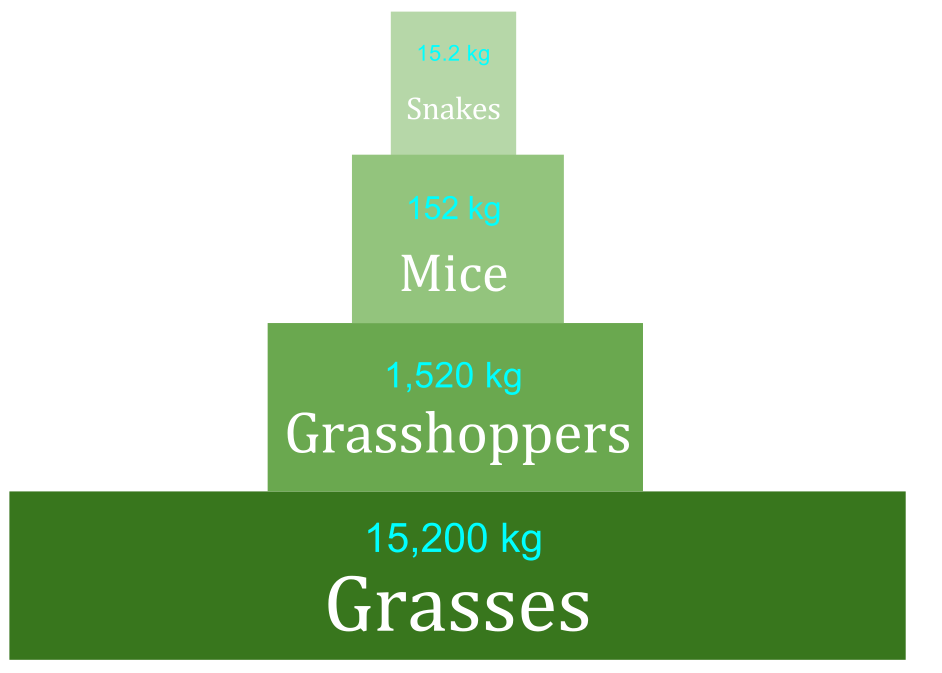 15.2 kg
Snakes
152 kg
Mice
1,520 kg
Grasshoppers
15,200 kg
Grasses